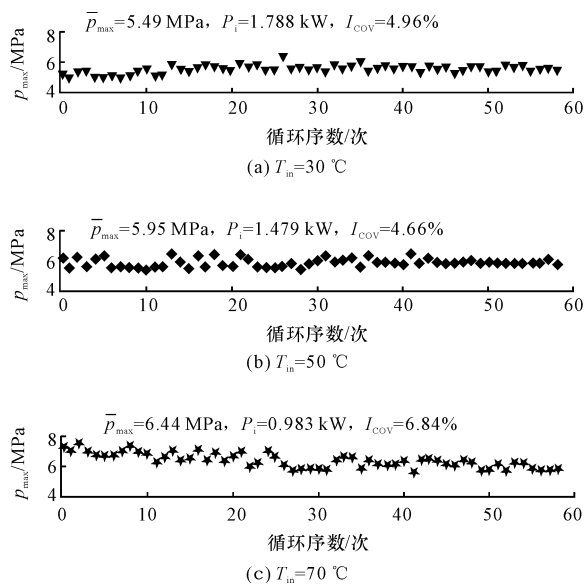 p̅max=5.49 MPa，Pi=1.788 kW，ICOV=4.96%
pmax/MPa
8
6
4
0 10 20 30 40 50 60
循环序数/次
(a) Tin=30 ℃
p̅max=5.95 MPa，Pi=1.479 kW，ICOV=4.66%
pmax/MPa
8
6
4
0 10 20 30 40 50 60
循环序数/次
(b) Tin=50 ℃
p̅max=6.44 MPa，Pi=0.983 kW，ICOV=6.84%
pmax/MPa
8
6
4
0 10 20 30 40 50 60
循环序数/次
(c) Tin=70 ℃